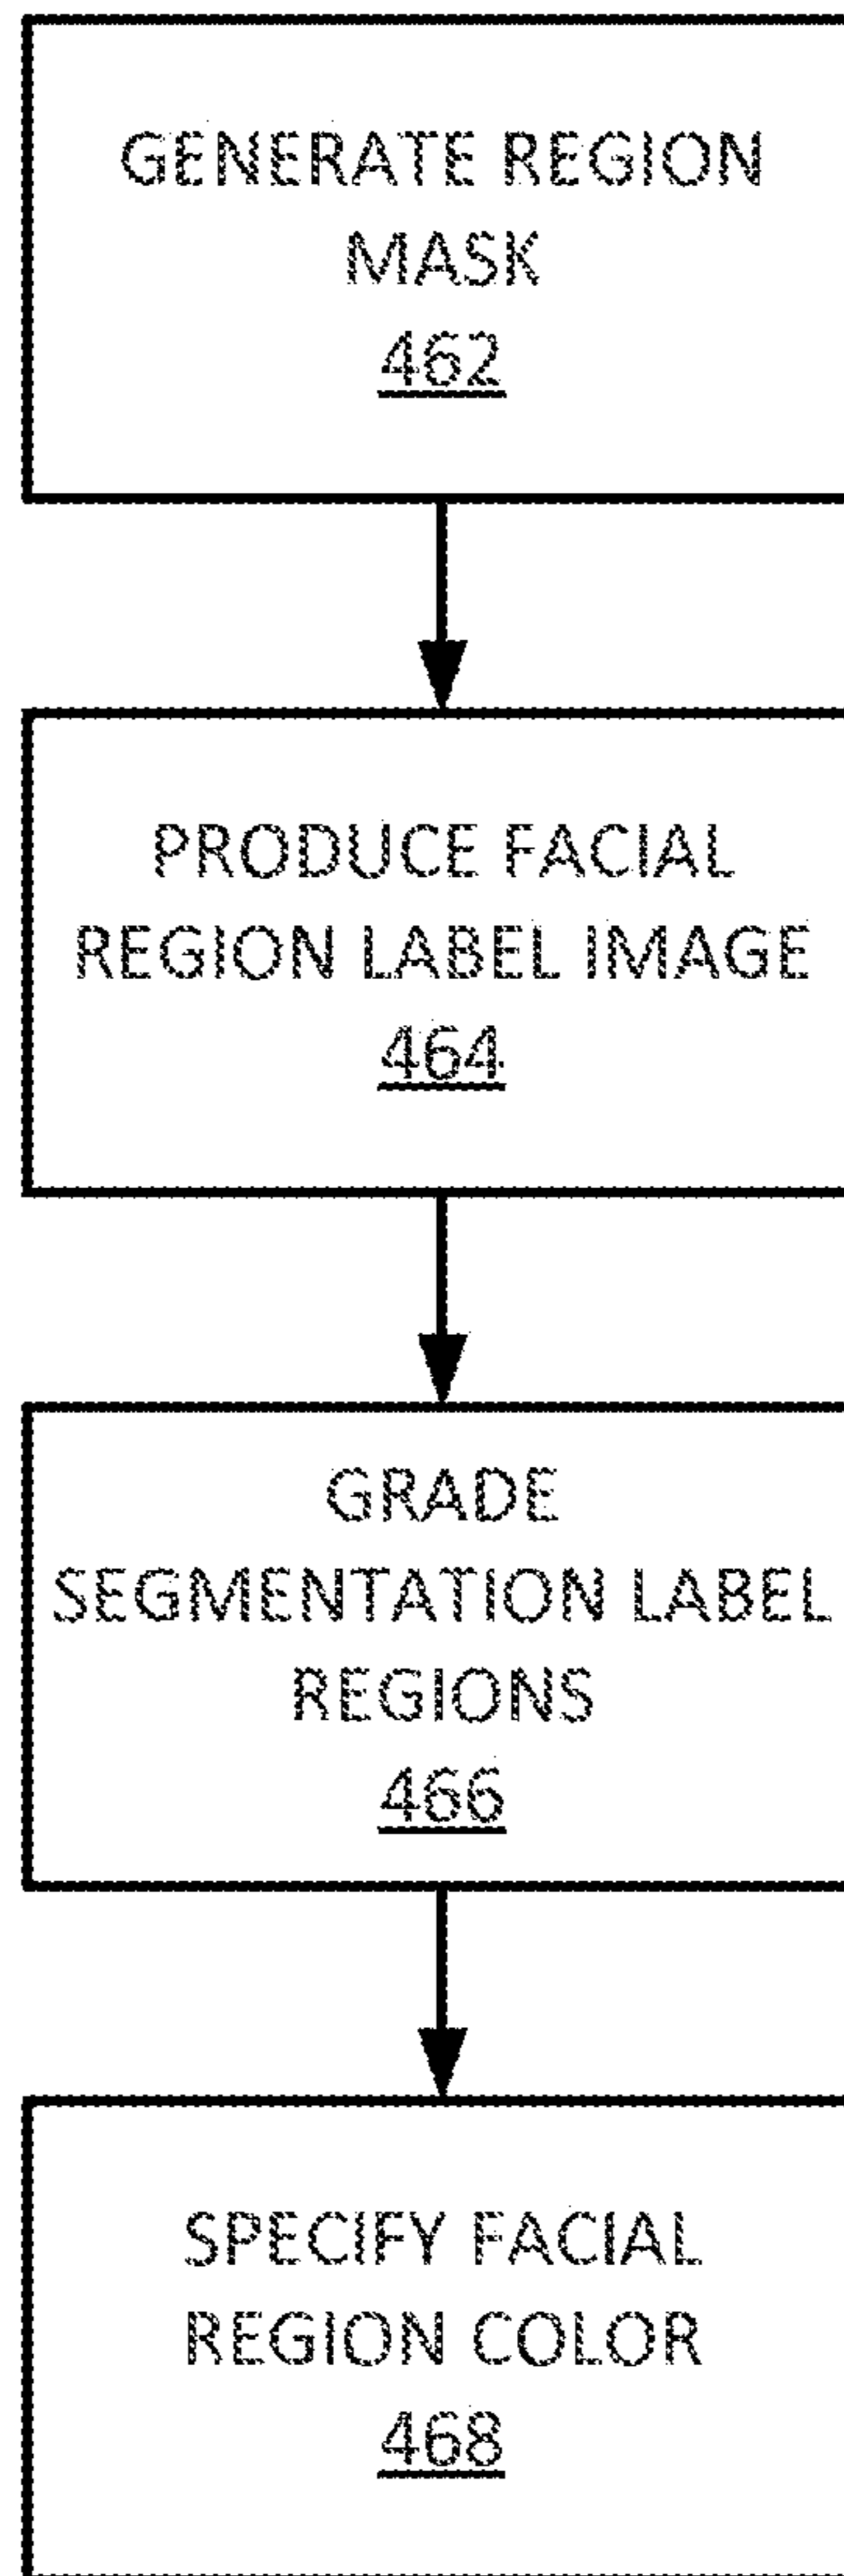 GENERATE REGION
MASK
462
PRODUCE FACIAL
REGION LABEL IMAGE
464
GRADE
SEGMENTATION LABEL
REGIONS
466
SPECIFY FACIAL
REGION COLOR
468